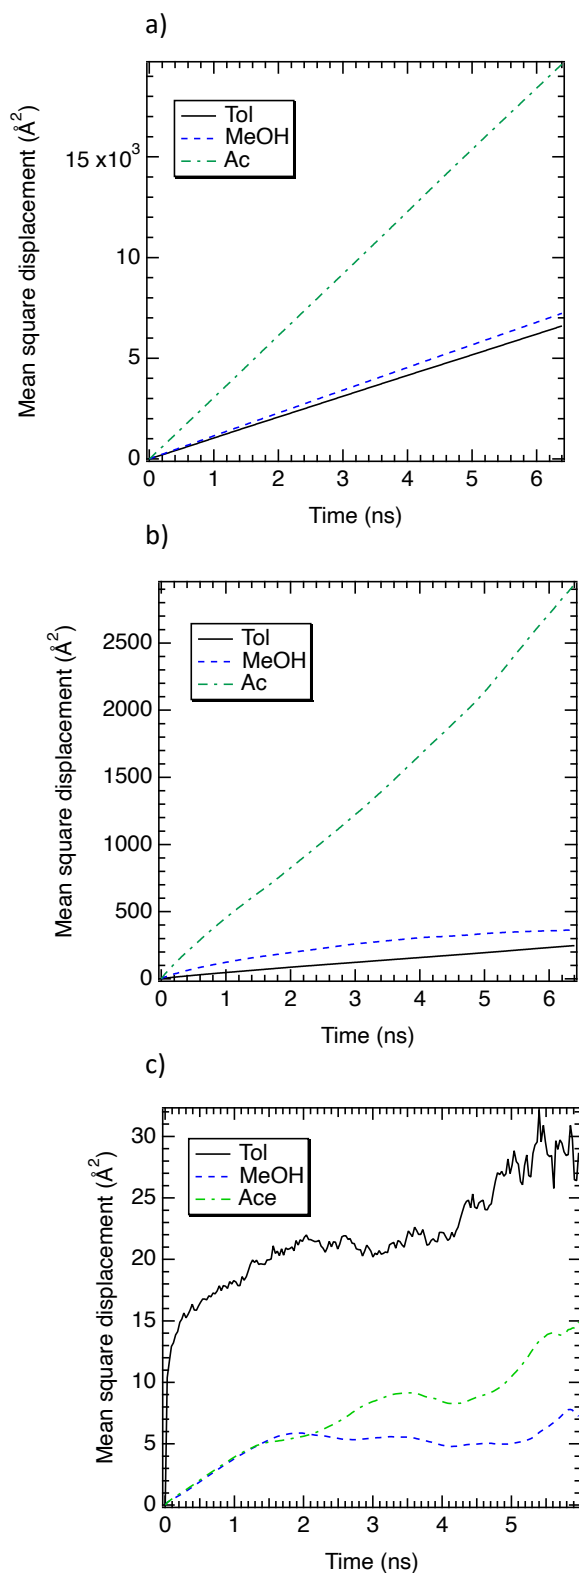 a)
Mean square displacement (Å²)
15 x10³
10
5
0
Tol
MeOH
Ac
0 1 2 3 4 5 6
Time (ns)
b)
Mean square displacement (Å²)
2500
2000
1500
1000
500
0
Tol
MeOH
Ac
0 1 2 3 4 5 6
Time (ns)
c)
Mean square displacement (Å²)
30
25
20
15
10
5
0
Tol
MeOH
Ace
0 1 2 3 4 5
Time (ns)